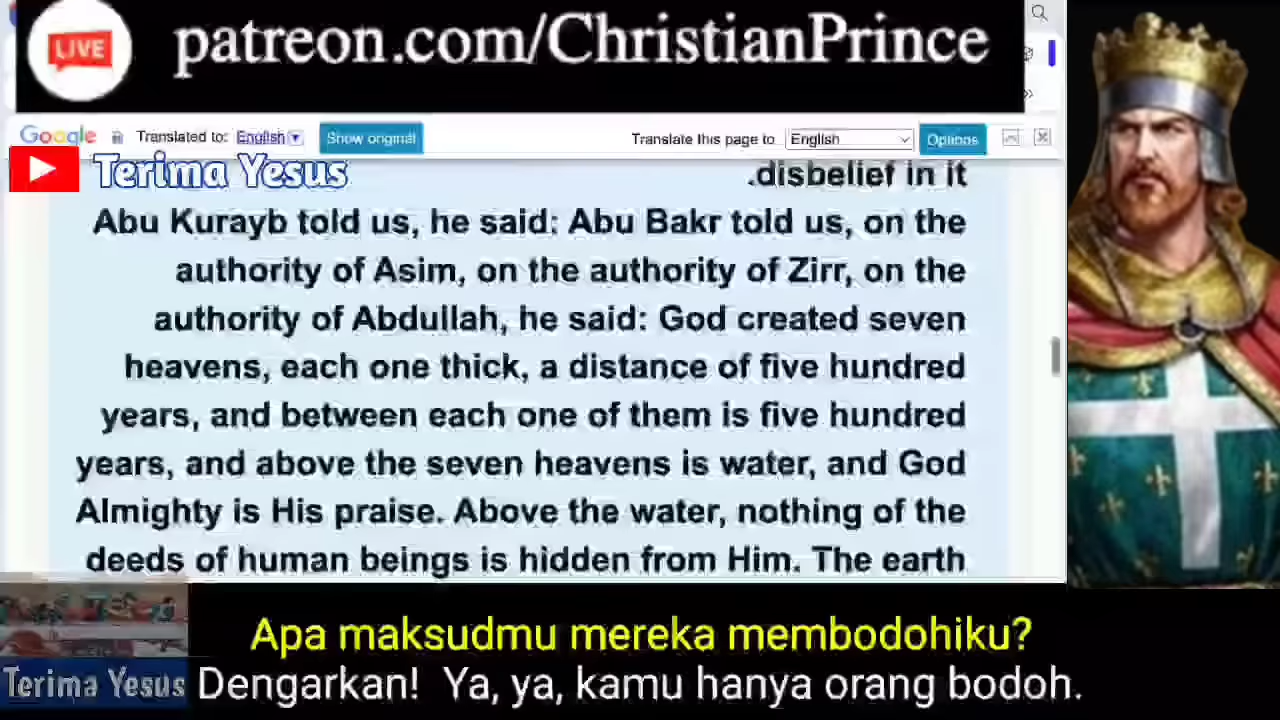 LIVE
patreon.com/ChristianPrince
Google Translated to: English Show original Translate this page to English Options
Terima Yesus
.disbelief in it
Abu Kurayb told us, he said: Abu Bakr told us, on the
authority of Asim, on the authority of Zirr, on the
authority of Abdullah, he said: God created seven
heavens, each one thick, a distance of five hundred
years, and between each one of them is five hundred
years, and above the seven heavens is water, and God
Almighty is His praise. Above the water, nothing of the
deeds of human beings is hidden from Him. The earth
Apa maksudmu mereka membodohiku?
Terima Yesus
Dengarkan! Ya, ya, kamu hanya orang bodoh.